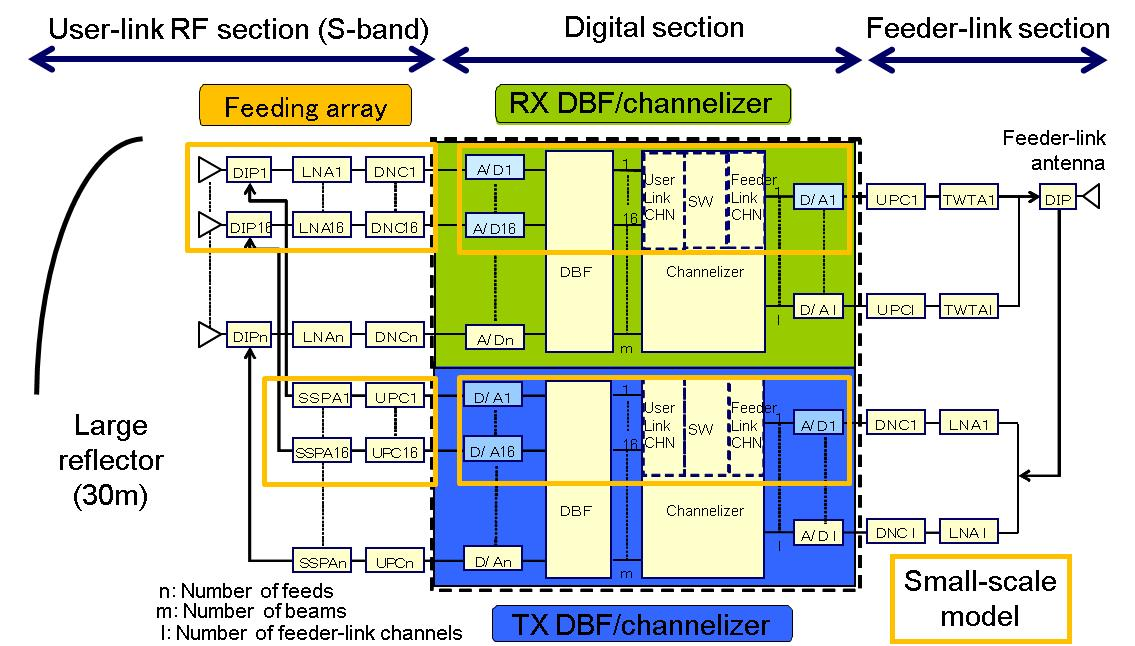 User-link RF section (S-band)
Digital section
Feeder-link section
Feeding array
RX DBF/channelizer
Feeder-link
antenna
DIP1
LNA1
DNC1
A/D1
1
User
Link
CHN
SW
Feeder
Link
CHN
1
D/A1
UPC1
TWTA1
DIP
DIP16
LNA16
DNC16
A/D16
16
DBF
Channelizer
DIPn
LNAn
DNCn
A/Dn
m
l
D/A l
UPCl
TWTAl
SSPA1
UPC1
D/A1
1
User
Link
CHN
SW
Feeder
Link
CHN
1
A/D1
DNC1
LNA1
SSPA16
UPC16
D/A16
16
DBF
Channelizer
SSPAn
UPCn
D/An
m
l
A/D l
DNC l
LNA l
Large
reflector
(30m)
n: Number of feeds
m: Number of beams
l: Number of feeder-link channels
TX DBF/channelizer
Small-scale
model